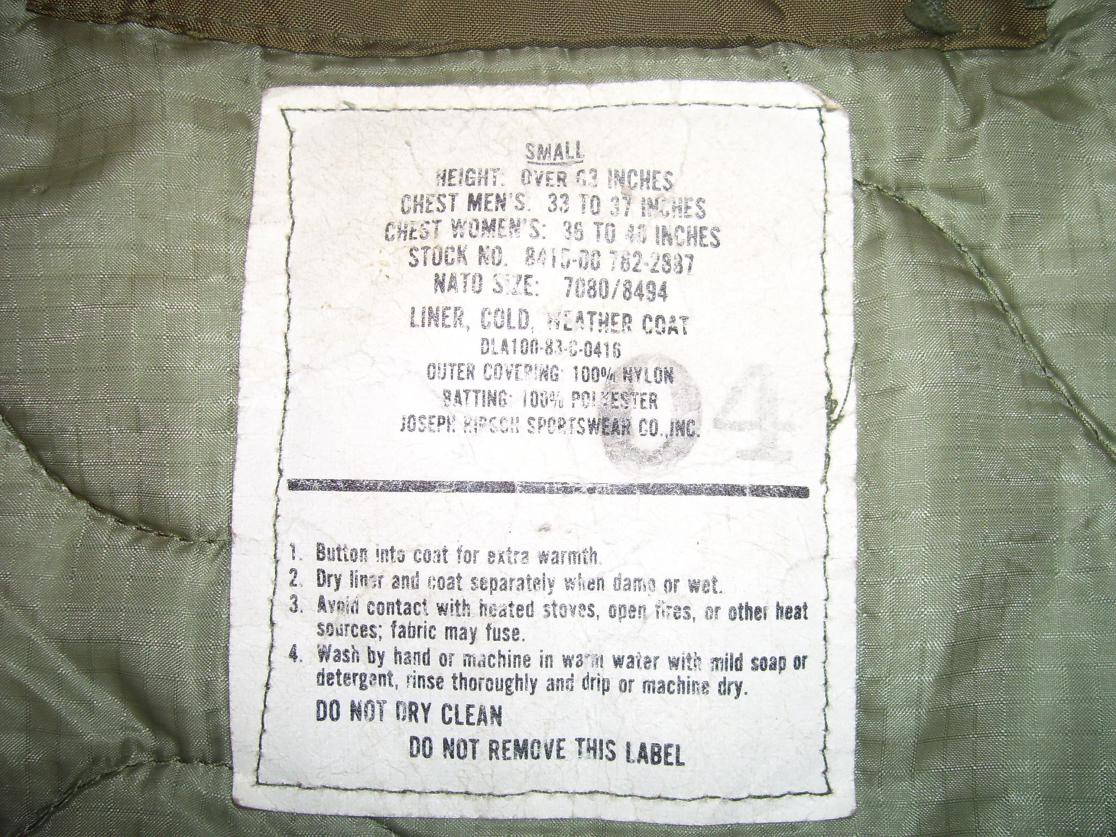 SMALL
HEIGHT: OVER 63 INCHES
CHEST MEN'S: 33 TO 37 INCHES
CHEST WOMEN'S: 36 TO 40 INCHES
STOCK NO. 8415-00 782-2887
NATO SIZE: 7080/8494
LINER, COLD, WEATHER COAT
DLA100-83-C-0416
OUTER COVERING: 100% NYLON
BATTING: 100% POLYESTER
04
JOSEPH SPORTSWEAR CO.,INC.
1. Button into coat for extra warmth.
2. Dry liner and coat separately when damp or wet.
3. Avoid contact with heated stoves, open fires, or other heat
sources; fabric may fuse.
4. Wash by hand or machine in warm water with mild soap or
detergent, rinse thoroughly and drip or machine dry.
DO NOT DRY CLEAN
DO NOT REMOVE THIS LABEL